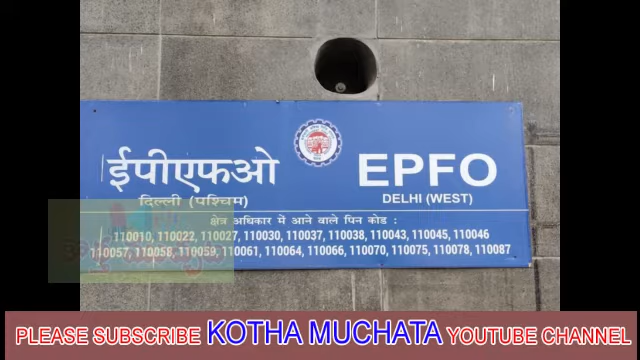 ईपीएफओ
EPFO
दिल्ली (पश्चिम)
DELHI (WEST)
क्षेत्र अधिकार में आने वाले पिन कोड :
110010, 110022, 110027, 110030, 110037, 110038, 110043, 110045, 110046
110057, 110058, 110059, 110061, 110064, 110066, 110070, 110075, 110078, 110087
PLEASE SUBSCRIBE KOTHA MUCHATA YOUTUBE CHANNEL